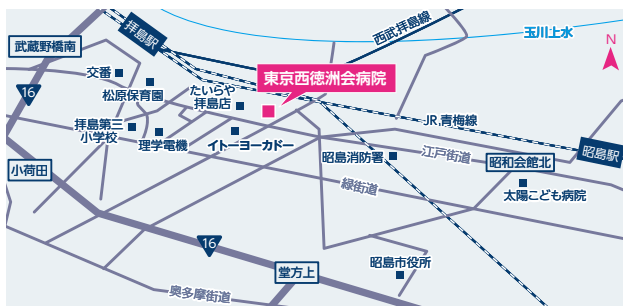 武蔵野橋南
拝島駅
西武拝島線
玉川上水
N
16
交番
松原保育園
たいらや
拝島店
東京西徳洲会病院
JR青梅線
拝島第三
小学校
理学電機
イトーヨーカドー
昭島消防署
江戸街道
昭和会館北
昭島駅
小荷田
緑街道
太陽こども病院
16
堂方上
昭島市役所
奥多摩街道